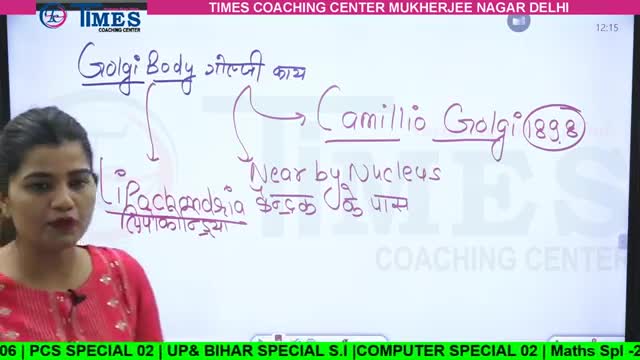 TIMES COACHING CENTER MUKHERJEE NAGAR DELHI
TIMES
COACHING CENTER
12:15
Golgi Body गोल्जी काय
Camillio Golgi 1898
Near by Nucleus
केन्द्रक के पास
LiPachandria
लिपोकॉन्ड्रिया
TIMES
COACHING CENTER
06 | PCS SPECIAL 02 | UP& BIHAR SPECIAL S.I |COMPUTER SPECIAL 02 | Maths Spl -2